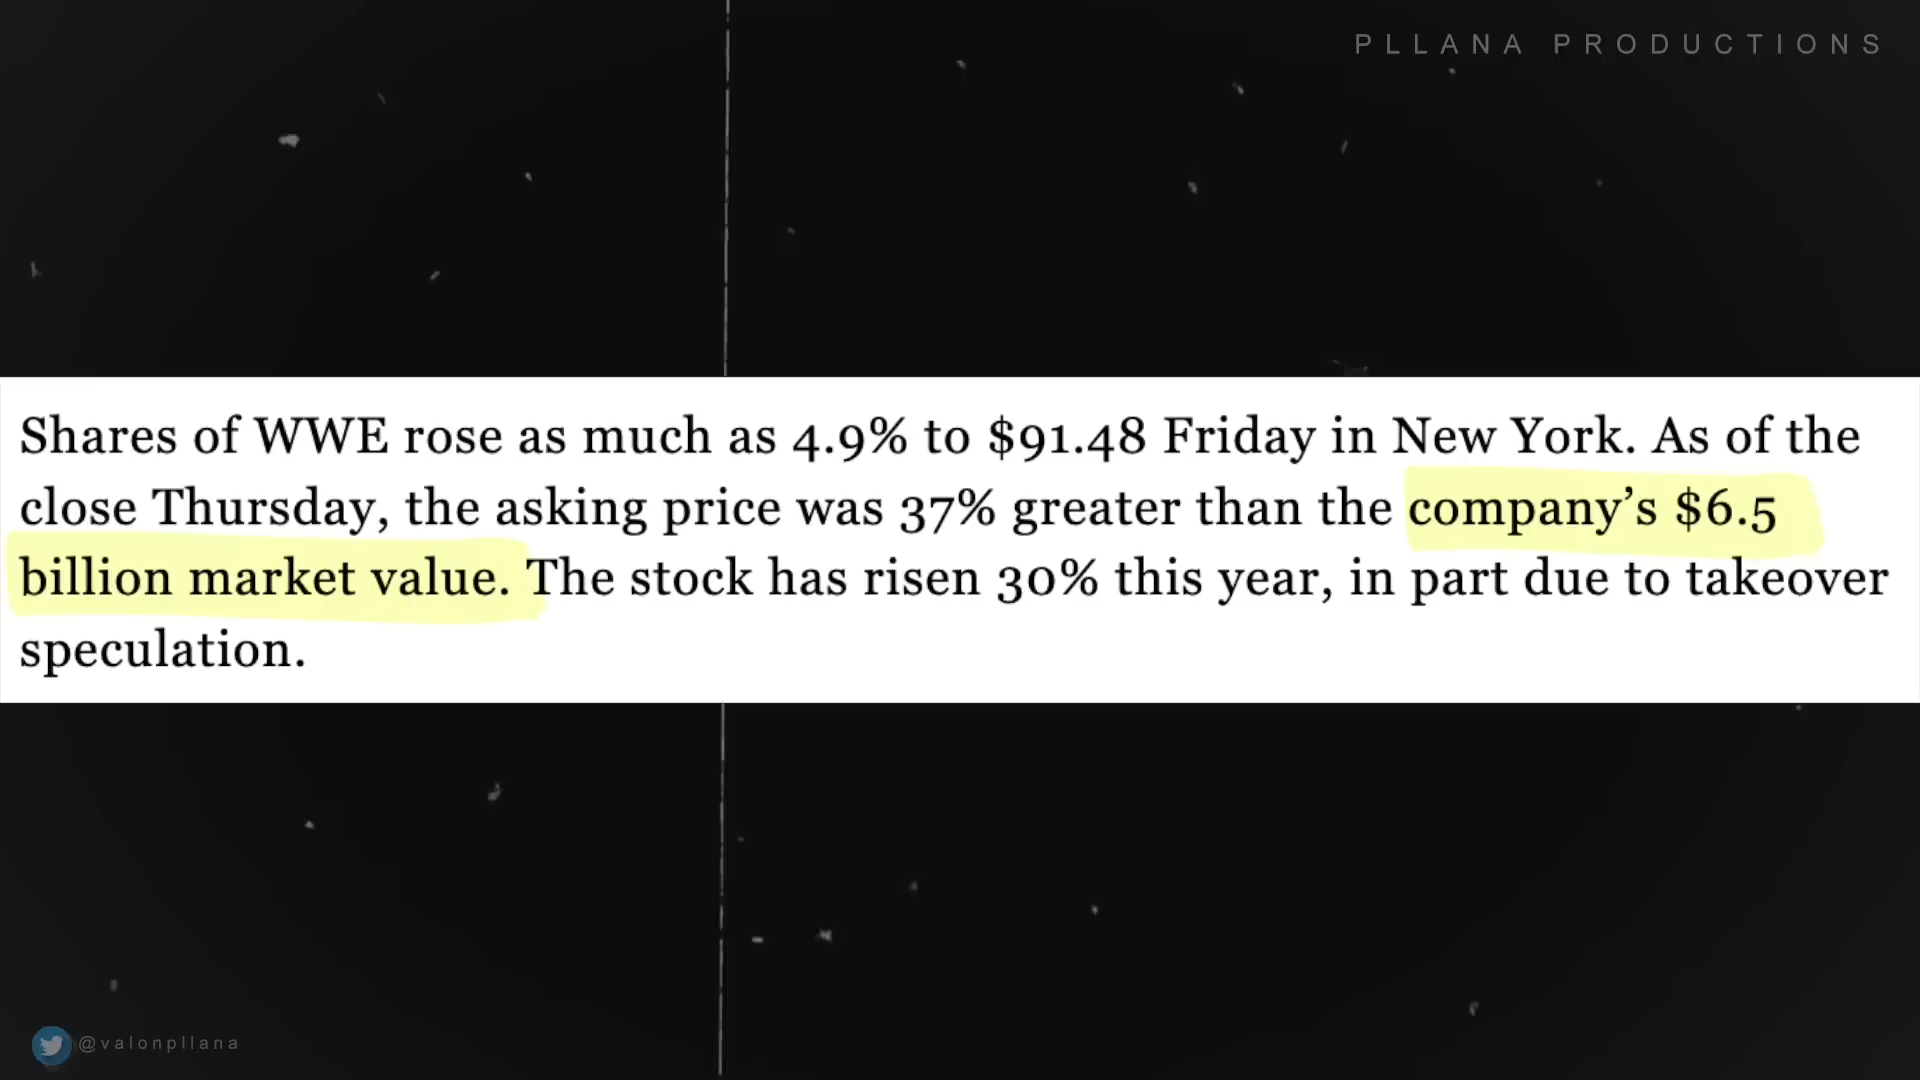 PLLANA PRODUCTIONS
Shares of WWE rose as much as 4.9% to $91.48 Friday in New York. As of the
close Thursday, the asking price was 37% greater than the company’s $6.5
billion market value. The stock has risen 30% this year, in part due to takeover
speculation.
@valonpllana